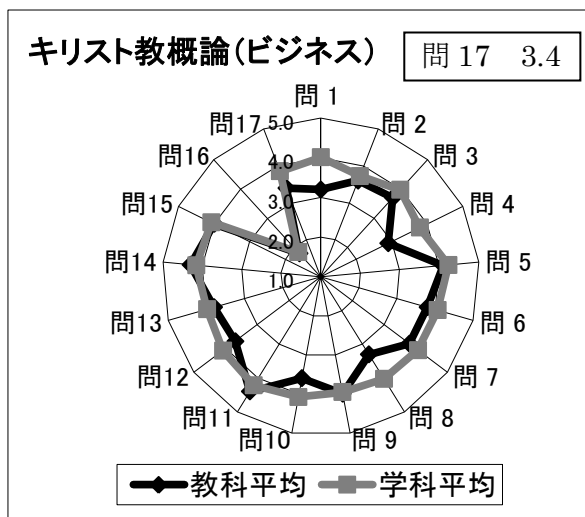 キリスト教概論(ビジネス)
問 17 3.4
問 1
問 2
問 3
問 4
問 5
問 6
問 7
問 8
問 9
問10
問11
問12
問13
問14
問15
問16
問17
5.0
4.0
3.0
2.0
1.0
教科平均 学科平均